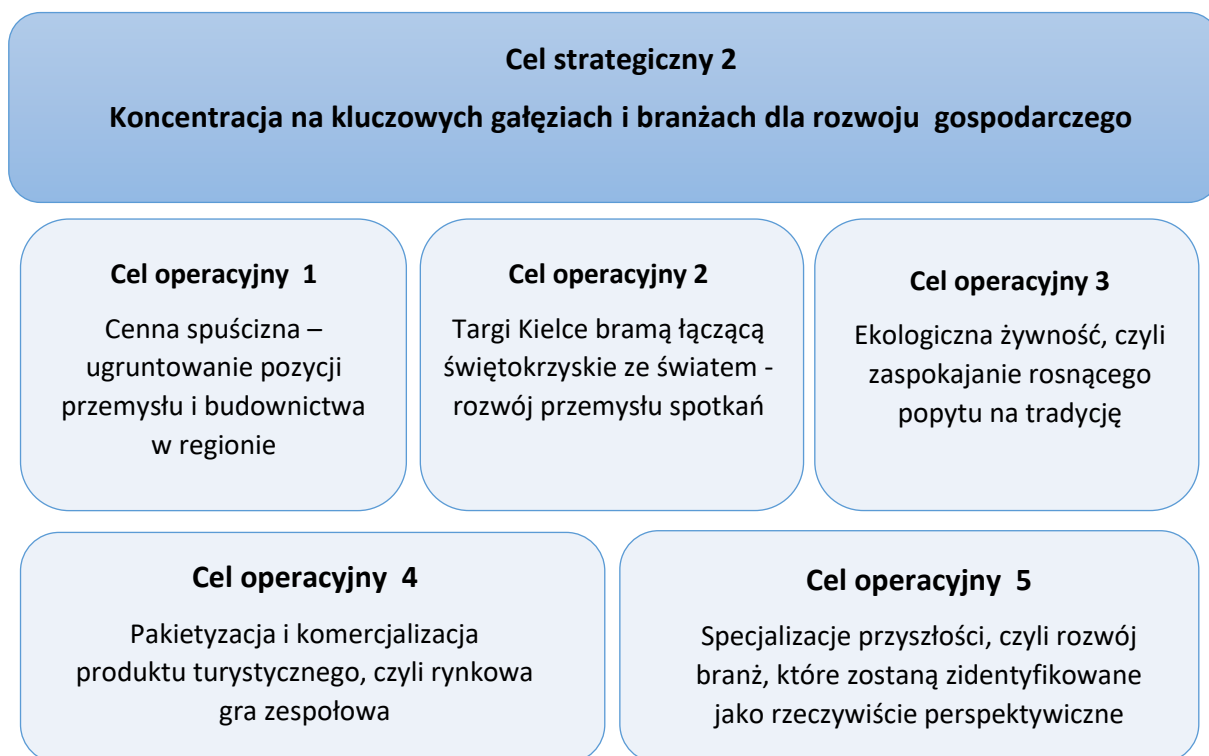 Cel strategiczny 2
Koncentracja na kluczowych gałęziach i branżach dla rozwoju gospodarczego
Cel operacyjny 1
Cenna spuścizna –
ugruntowanie pozycji
przemysłu i budownictwa
w regionie
Cel operacyjny 2
Targi Kielce bramą łączącą
świętokrzyskie ze światem -
rozwój przemysłu spotkań
Cel operacyjny 3
Ekologiczna żywność, czyli
zaspokajanie rosnącego
popytu na tradycję
Cel operacyjny 4
Pakietyzacja i komercjalizacja
produktu turystycznego, czyli rynkowa
gra zespołowa
Cel operacyjny 5
Specjalizacje przyszłości, czyli rozwój
branż, które zostaną zidentyfikowane
jako rzeczywiście perspektywiczne